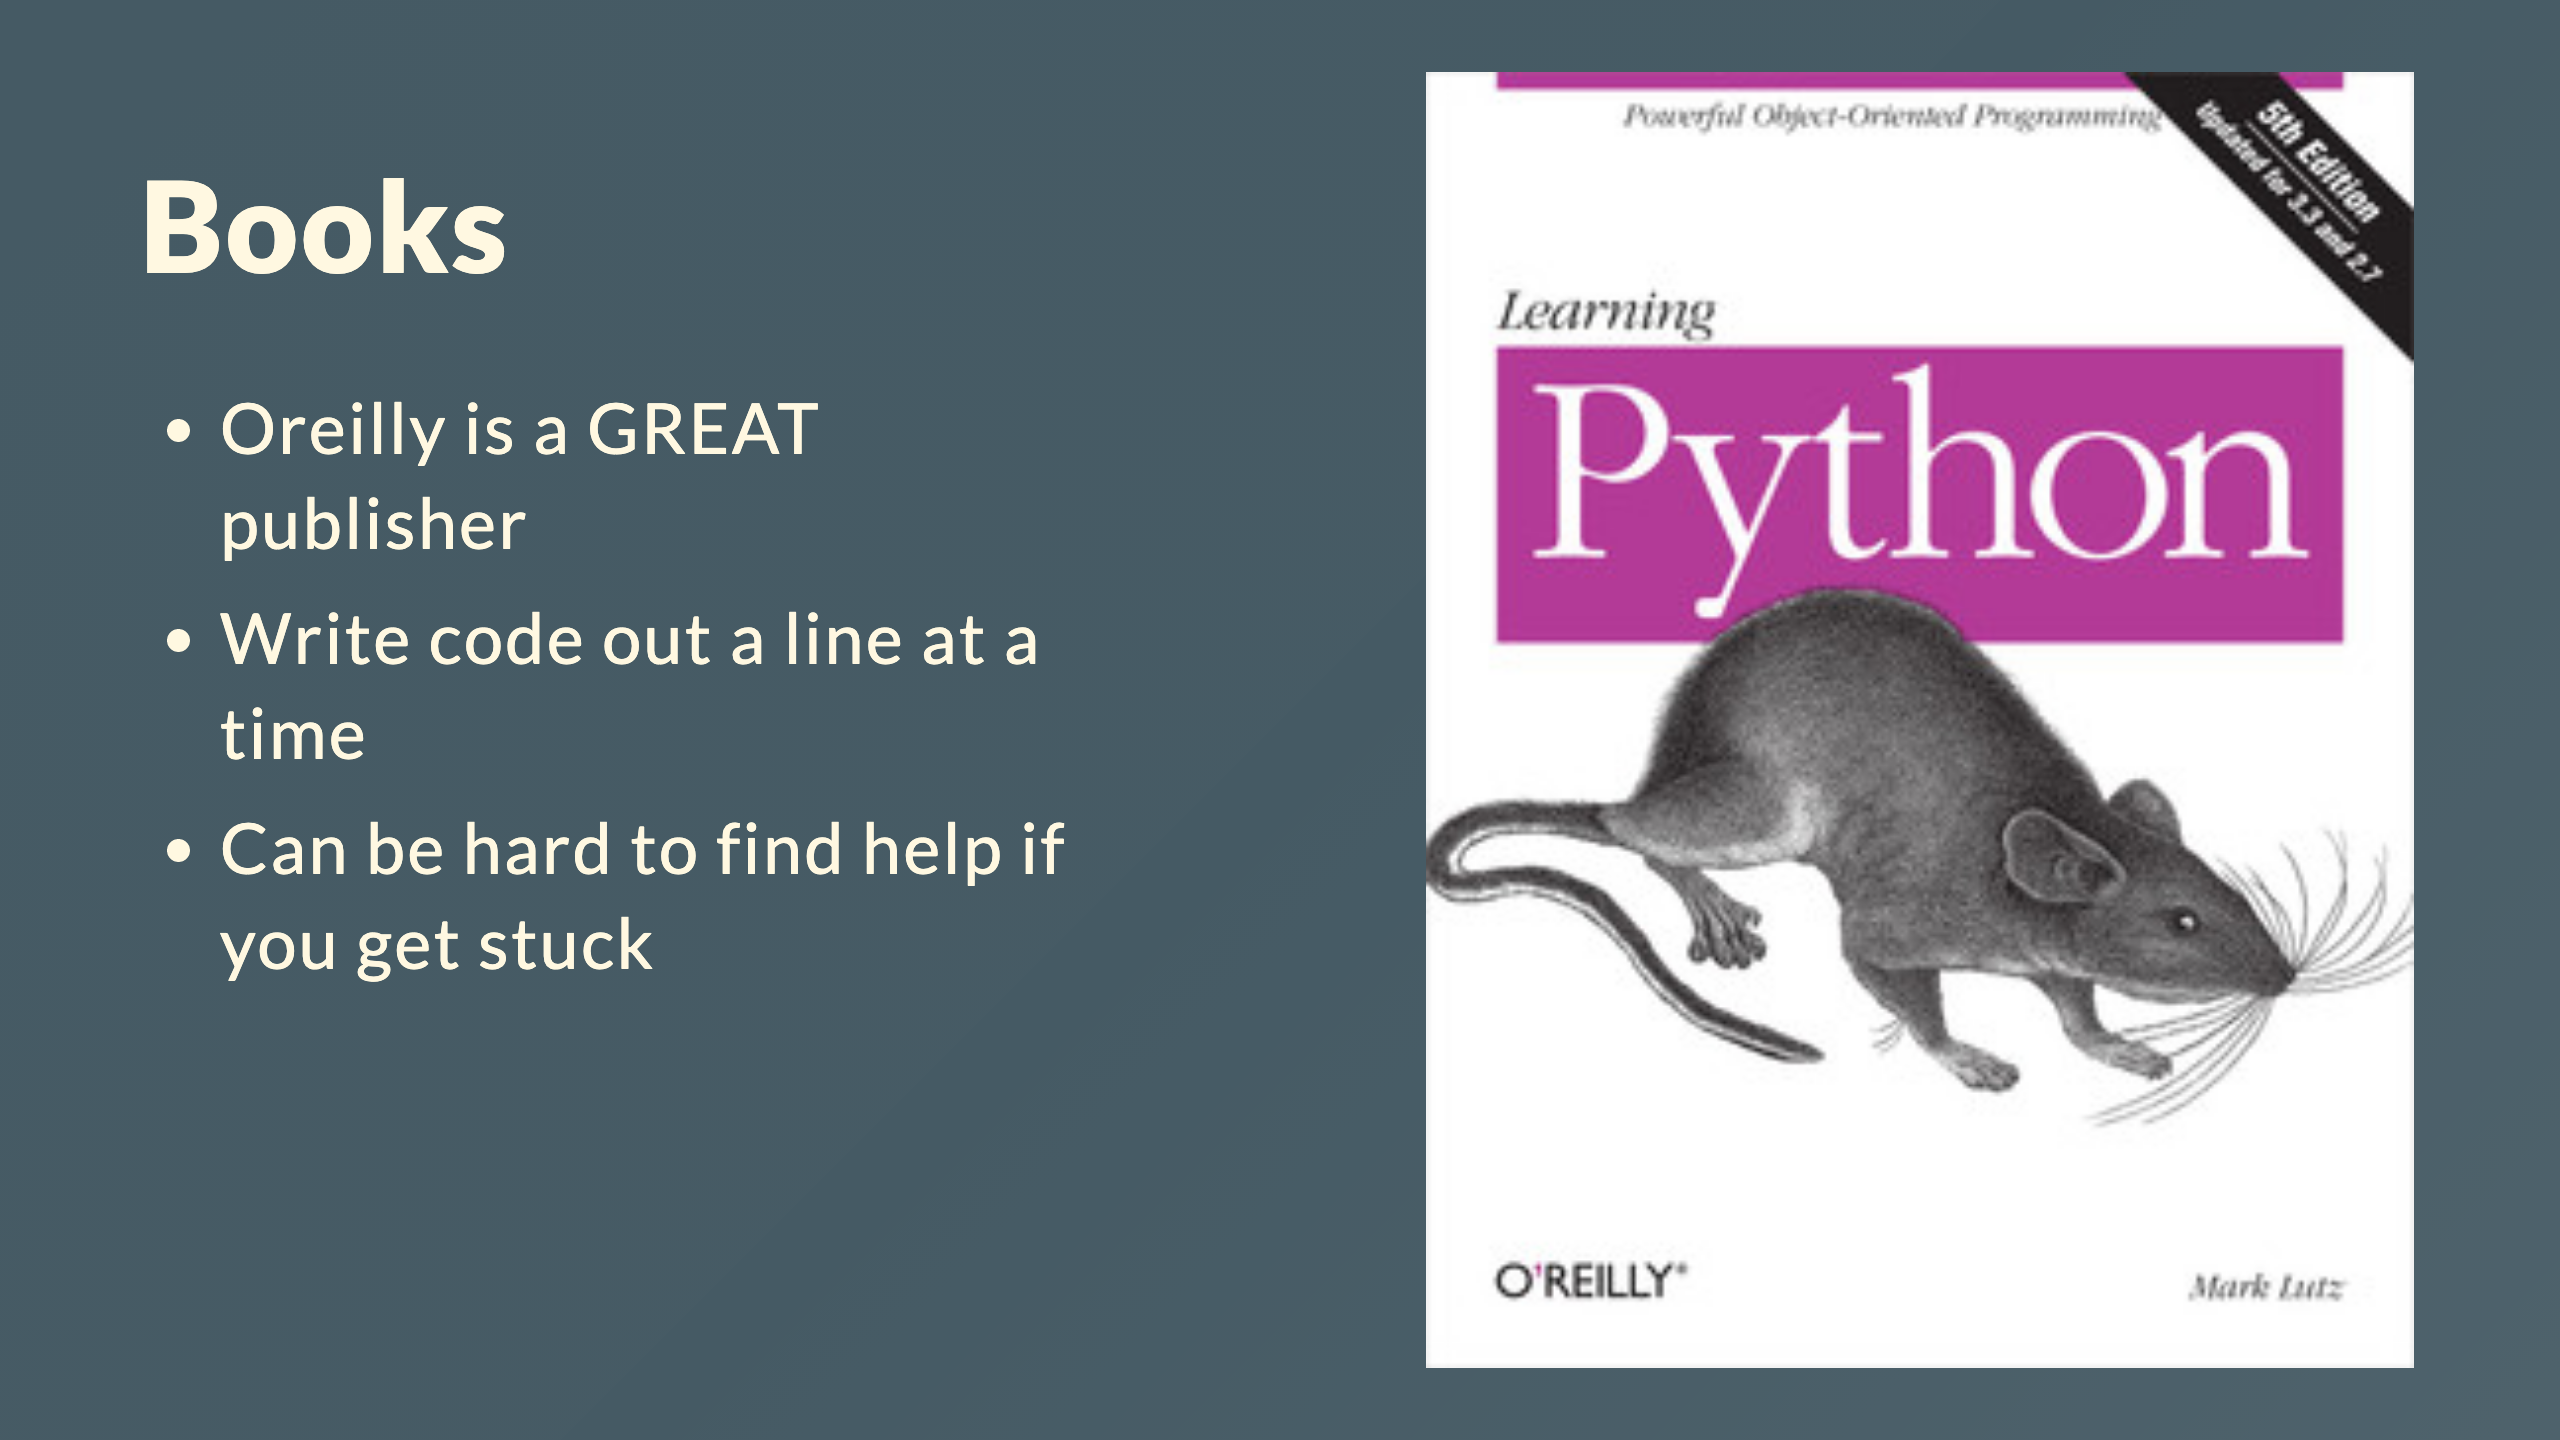 Books
• Oreilly is a GREAT
publisher
• Write code out a line at a
time
• Can be hard to find help if
you get stuck
Powerful Object-Oriented Programming
5th Edition
Updated for 3.3 and 2.7
Learning
Python
O'REILLY®
Mark Lutz